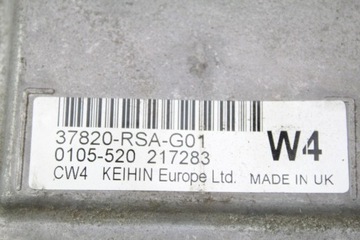 37820-RSA-G01
0105-520 217283
W4
CW4 KEIHIN Europe Ltd. MADE IN UK